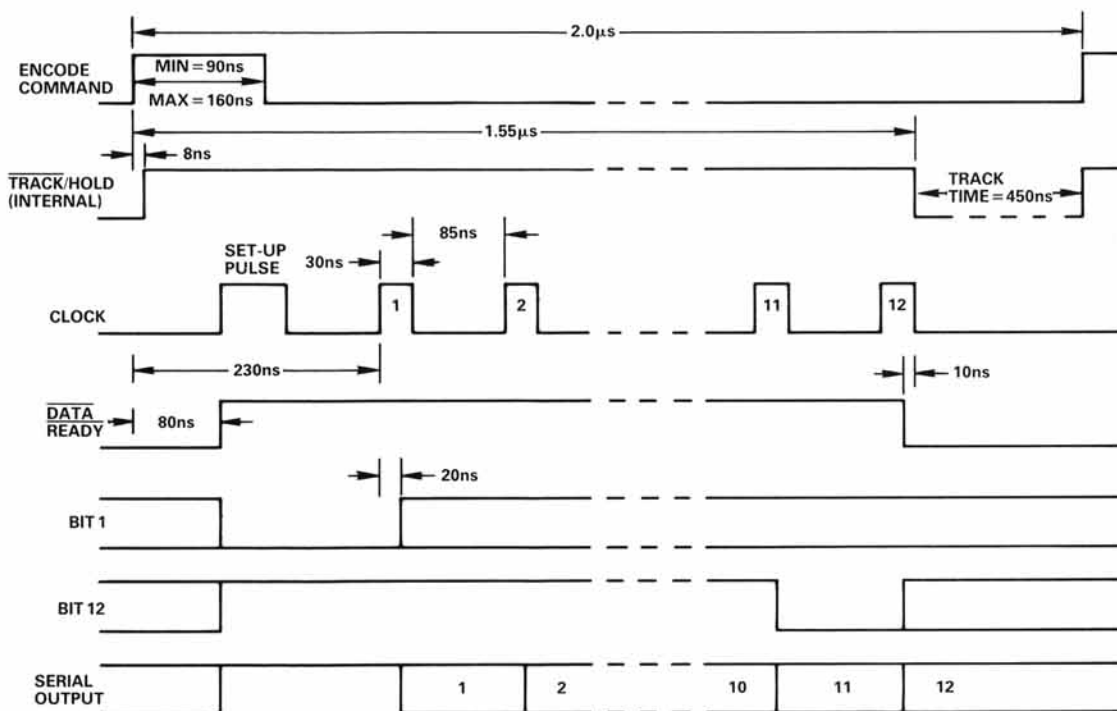 2.0µs
ENCODE
COMMAND
MIN = 90ns
MAX = 160ns
1.55µs
8ns
TRACK/HOLD
(INTERNAL)
TRACK
TIME = 450ns
85ns
SET-UP
PULSE
30ns
CLOCK
1
2
11
12
230ns
10ns
DATA
READY
80ns
20ns
BIT 1
BIT 12
SERIAL
OUTPUT
1
2
10
11
12